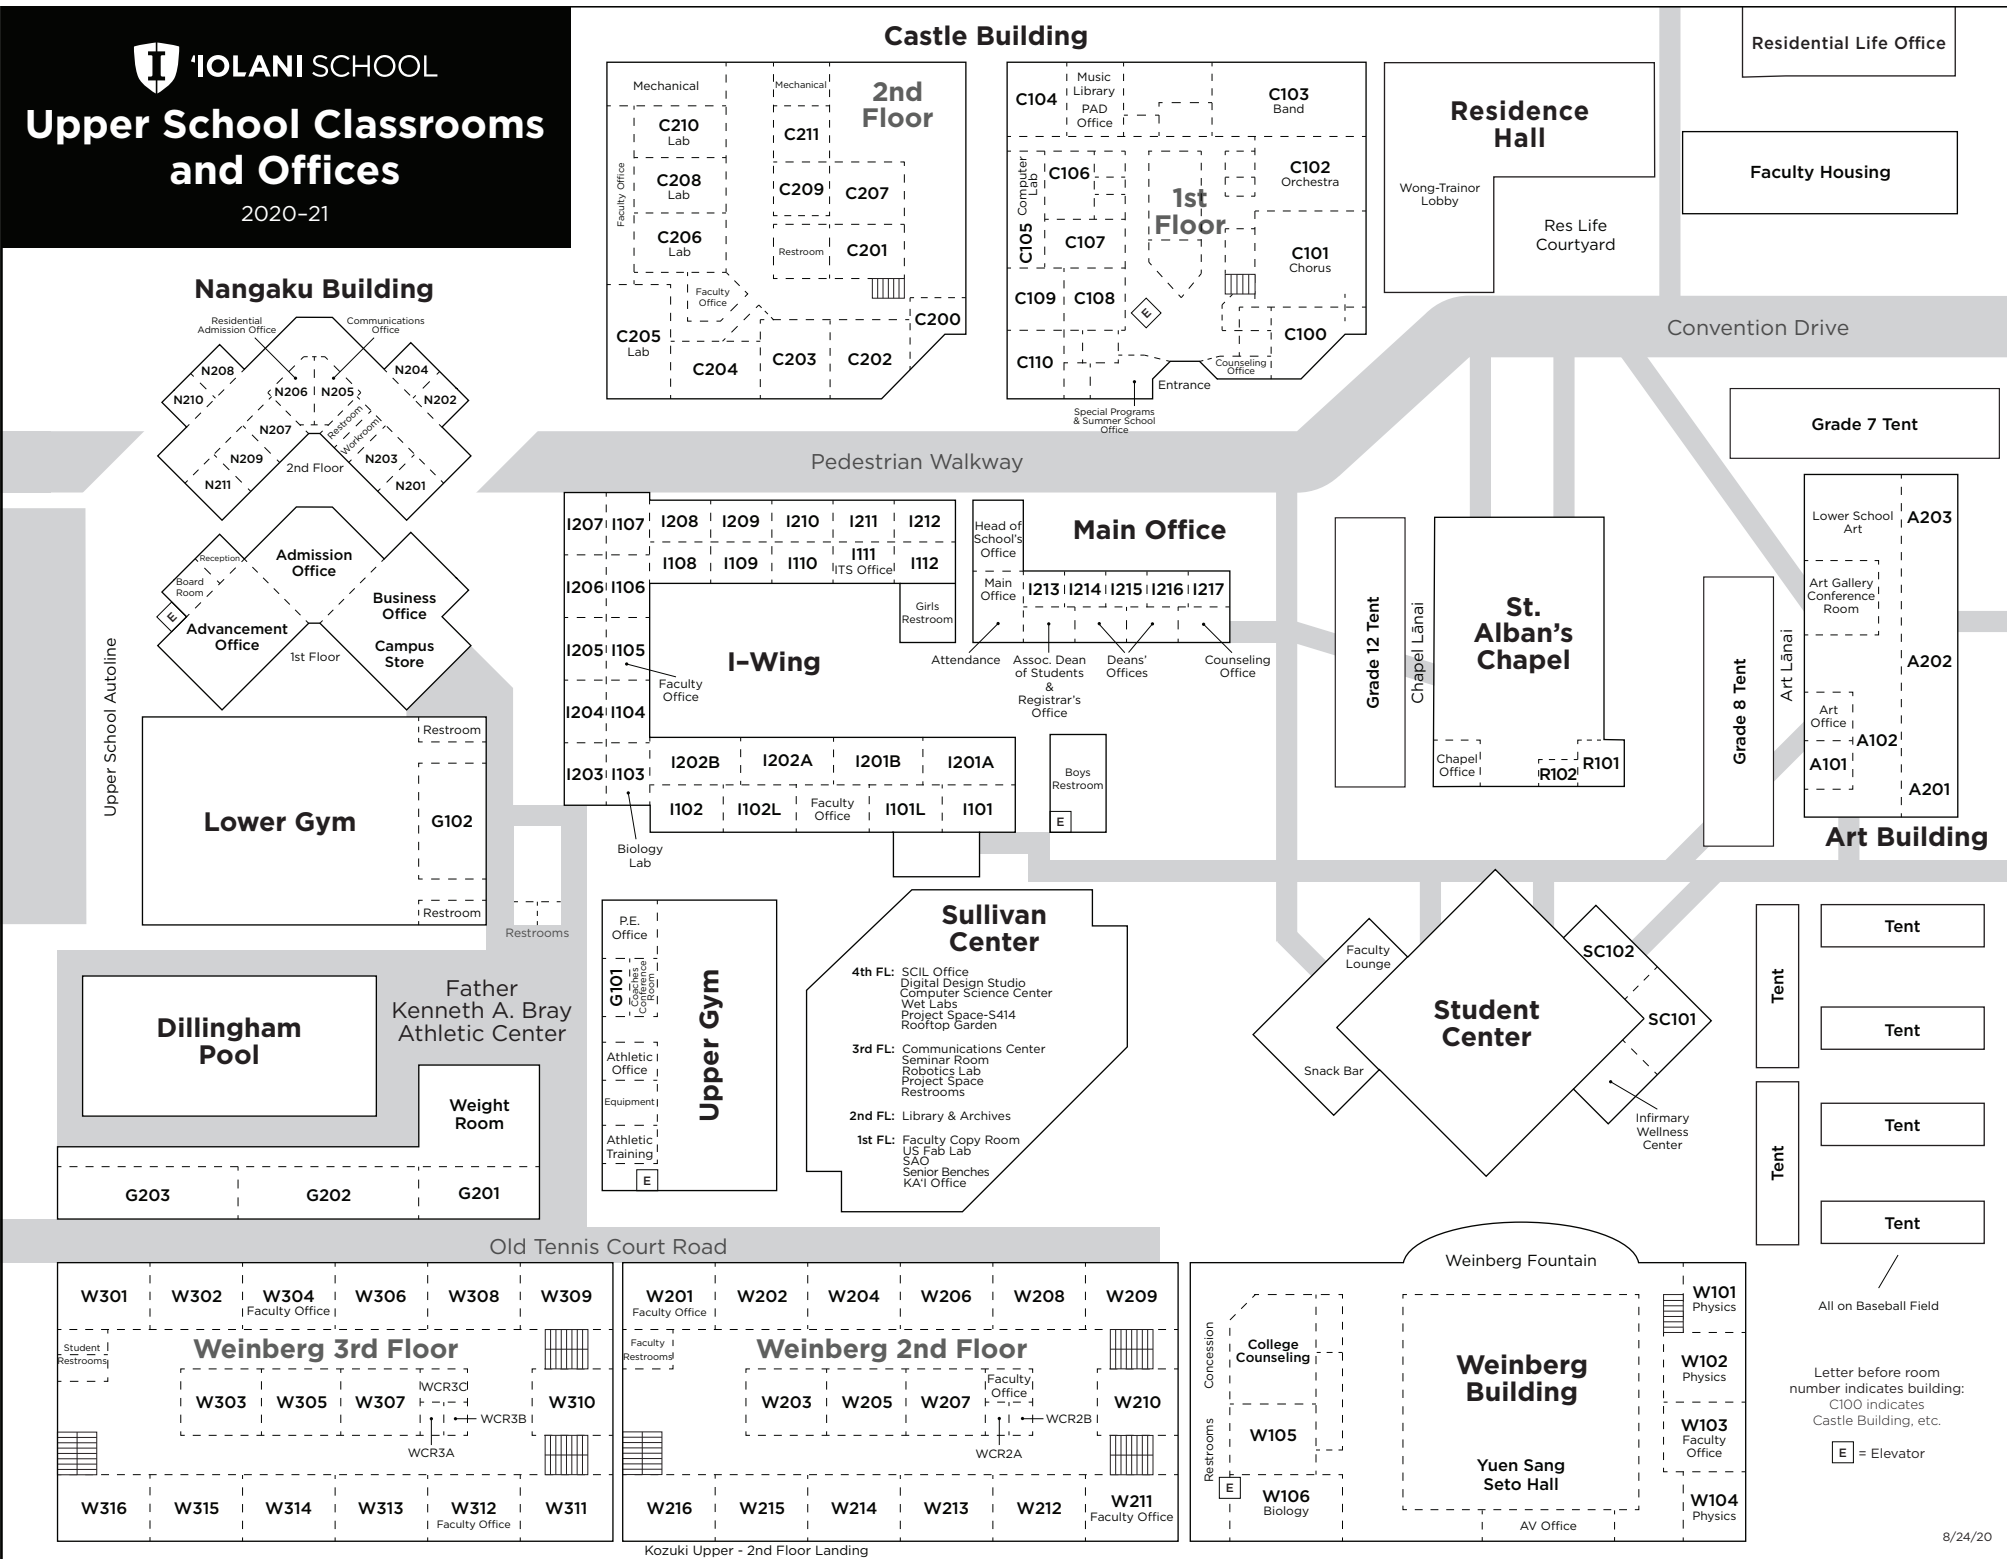 ʻIOLANI SCHOOL
Upper School Classrooms
and Offices
2020–21
Castle Building
Mechanical
Mechanical
2nd
Floor
C210
Lab
C211
Faculty Office
C208
Lab
C209
C207
C206
Lab
Restroom
C201
Faculty
Office
C205
Lab
C200
C204
C203
C202
C104
Music
Library
PAD
Office
C103
Band
C105 Computer
Lab
C106
C102
Orchestra
1st
Floor
C107
C101
Chorus
C109
C108
E
C110
C100
Counseling
Office
Entrance
Special Programs
& Summer School
Office
Residence
Hall
Wong-Trainor
Lobby
Res Life
Courtyard
Residential Life Office
Faculty Housing
Convention Drive
Pedestrian Walkway
Nangaku Building
Residential
Admission Office
Communications
Office
N208
N210
N206
N205
N204
N202
Restroom
Workroom
N207
N209
N211
N203
N201
2nd Floor
Reception
Board
Room
E
Admission
Office
Business
Office
Campus
Store
Advancement
Office
1st Floor
Upper School Autoline
I207
I107
I208
I209
I210
I211
I212
I108
I109
I110
I111
ITS Office
I112
I206
I106
Girls
Restroom
I205
I105
Faculty
Office
I–Wing
I204
I104
I203
I103
I202B
I202A
I201B
I201A
I102
I102L
Faculty
Office
I101L
I101
Biology
Lab
Head of
School's
Office
Main Office
Main
Office
I213
I214
I215
I216
I217
Attendance
Assoc. Dean
of Students
&
Registrar's
Office
Deans'
Offices
Counseling
Office
Boys
Restroom
E
Grade 12 Tent
Chapel Lānai
St.
Alban's
Chapel
Chapel
Office
R102
R101
Grade 7 Tent
Grade 8 Tent
Art Lānai
Lower School
Art
A203
Art Gallery
Conference
Room
A202
Art
Office
A102
A101
A201
Art Building
Restroom
Lower Gym
G102
Restroom
Restrooms
Dillingham
Pool
Father
Kenneth A. Bray
Athletic Center
Weight
Room
G203
G202
G201
P.E.
Office
G101
Coaches
Conference
Room
Athletic
Office
Equipment
Athletic
Training
E
Upper Gym
Sullivan
Center
4th FL: SCIL Office
Digital Design Studio
Computer Science Center
Wet Labs
Project Space-S414
Rooftop Garden
3rd FL: Communications Center
Seminar Room
Robotics Lab
Project Space
Restrooms
2nd FL: Library & Archives
1st FL: Faculty Copy Room
US Fab Lab
SAO
Senior Benches
KA'I Office
Faculty
Lounge
Snack Bar
Student
Center
SC102
SC101
Infirmary
Wellness
Center
Tent
Tent
Tent
Tent
Tent
Tent
All on Baseball Field
Old Tennis Court Road
W301
W302
W304
Faculty Office
W306
W308
W309
Student
Restrooms
Weinberg 3rd Floor
W303
W305
W307
WCR3C
WCR3B
WCR3A
W310
W316
W315
W314
W313
W312
Faculty Office
W311
W201
Faculty Office
W202
W204
W206
W208
W209
Faculty
Restrooms
Weinberg 2nd Floor
W203
W205
W207
Faculty
Office
WCR2B
WCR2A
W210
W216
W215
W214
W213
W212
W211
Faculty Office
Kozuki Upper - 2nd Floor Landing
Weinberg Fountain
Concession
College
Counseling
Restrooms
W105
E
W106
Biology
Weinberg
Building
Yuen Sang
Seto Hall
AV Office
W101
Physics
W102
Physics
W103
Faculty
Office
W104
Physics
Letter before room
number indicates building:
C100 indicates
Castle Building, etc.
E = Elevator
8/24/20